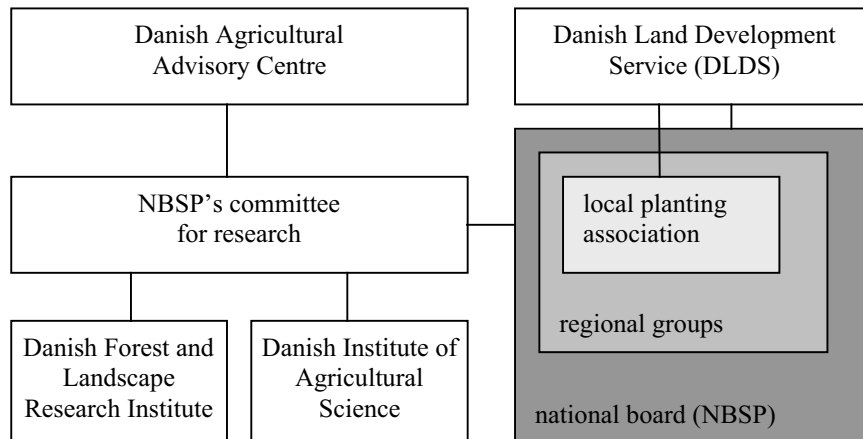 Danish Agricultural
Advisory Centre
Danish Land Development
Service (DLDS)
NBSP's committee
for research
local planting
association
regional groups
Danish Forest and
Landscape
Research Institute
Danish Institute of
Agricultural
Science
national board (NBSP)